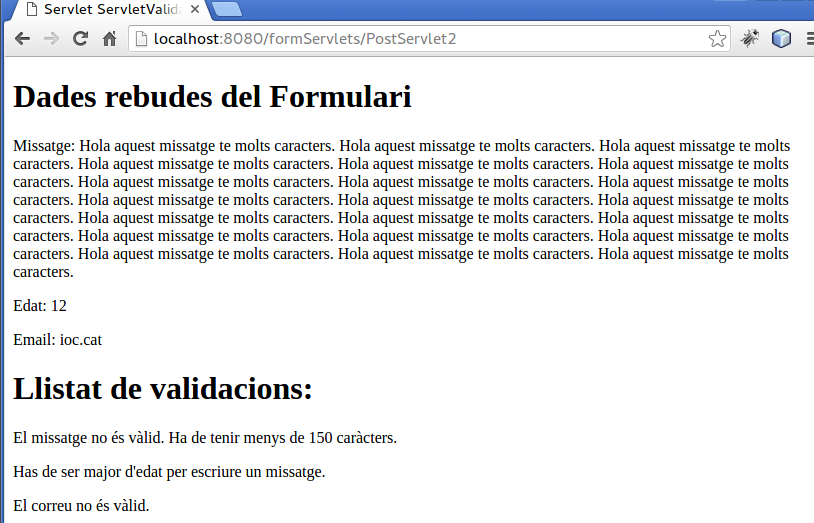 Servlet ServletValida
localhost:8080/formServlets/PostServlet2
Dades rebudes del Formulari
Missatge: Hola aquest missatge te molts caracters. Hola aquest missatge te molts caracters. Hola aquest missatge te molts
caracters. Hola aquest missatge te molts caracters. Hola aquest missatge te molts caracters. Hola aquest missatge te molts
caracters. Hola aquest missatge te molts caracters. Hola aquest missatge te molts caracters. Hola aquest missatge te molts
caracters. Hola aquest missatge te molts caracters. Hola aquest missatge te molts caracters. Hola aquest missatge te molts
caracters. Hola aquest missatge te molts caracters. Hola aquest missatge te molts caracters. Hola aquest missatge te molts
caracters. Hola aquest missatge te molts caracters. Hola aquest missatge te molts caracters. Hola aquest missatge te molts
caracters. Hola aquest missatge te molts caracters. Hola aquest missatge te molts caracters. Hola aquest missatge te molts
caracters.
Edat: 12
Email: ioc.cat
Llistat de validacions:
El missatge no és vàlid. Ha de tenir menys de 150 caràcters.
Has de ser major d'edat per escriure un missatge.
El correu no és vàlid.